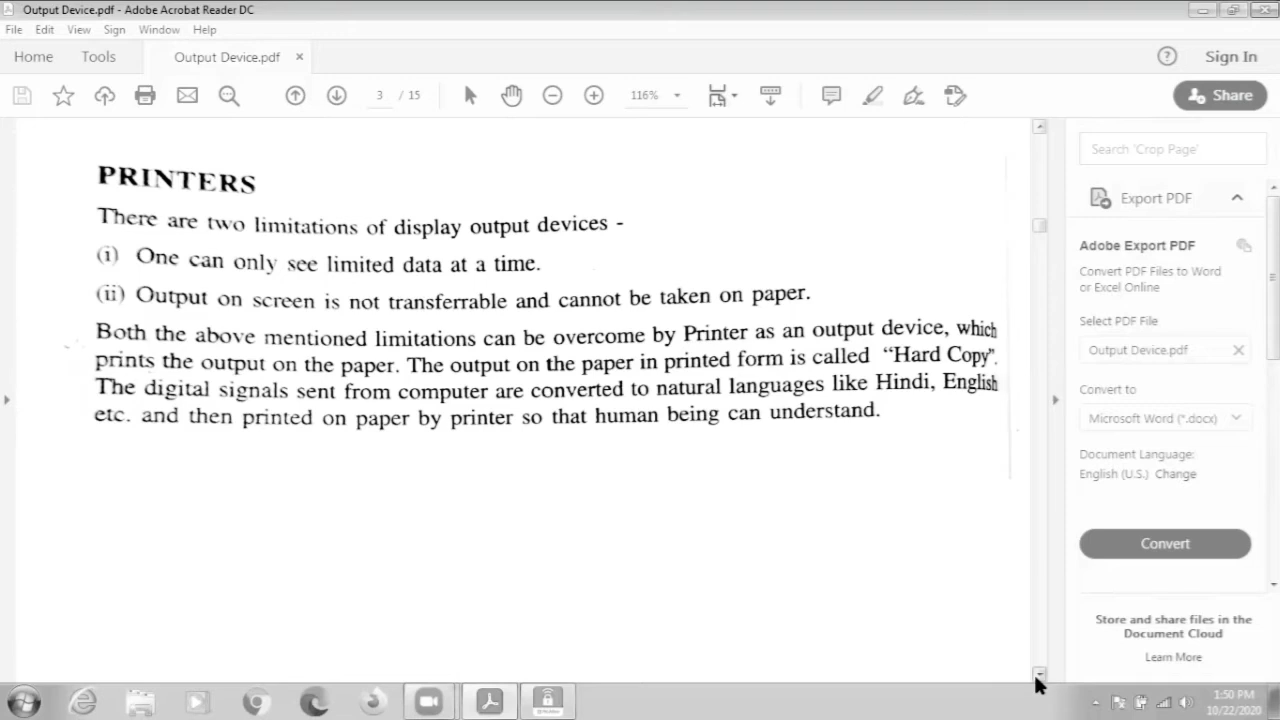 Output Device.pdf - Adobe Acrobat Reader DC
File Edit View Sign Window Help
Home Tools Output Device.pdf × ? Sign In
3 / 15 116% Share
PRINTERS
There are two limitations of display output devices -
(i) One can only see limited data at a time.
(ii) Output on screen is not transferrable and cannot be taken on paper.
Both the above mentioned limitations can be overcome by Printer as an output device, which
prints the output on the paper. The output on the paper in printed form is called “Hard Copy”.
The digital signals sent from computer are converted to natural languages like Hindi, English
etc. and then printed on paper by printer so that human being can understand.
Search 'Crop Page'
Export PDF
Adobe Export PDF
Convert PDF Files to Word
or Excel Online
Select PDF File
Output Device.pdf
Convert to
Microsoft Word (*.docx)
Document Language:
English (U.S.) Change
Convert
Store and share files in the
Document Cloud
Learn More
1:50 PM
10/22/2020